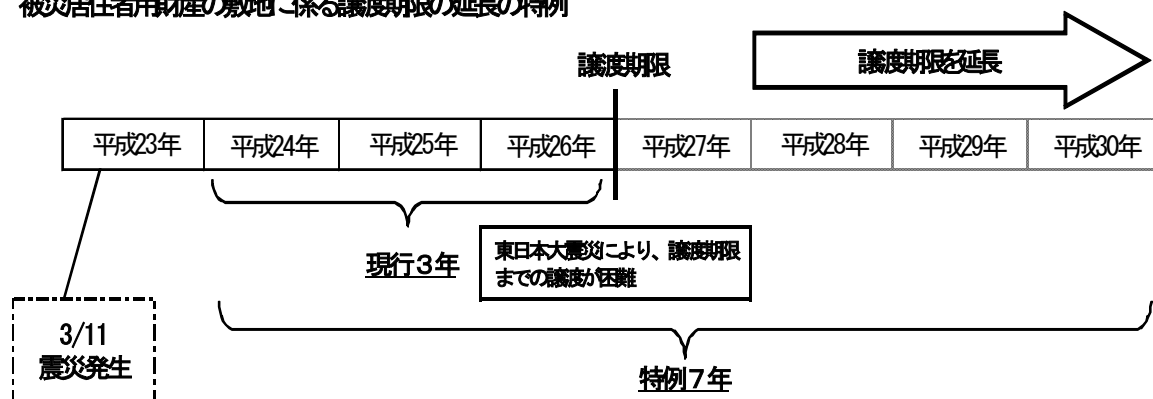 被災居住者用財産の敷地に係る譲渡期限の延長の特例
譲渡期限
譲渡期限を延長
平成23年 平成24年 平成25年 平成26年 平成27年 平成28年 平成29年 平成30年
現行3年
東日本大震災により、譲渡期限
までの譲渡が困難
3/11
震災発生
特例7年